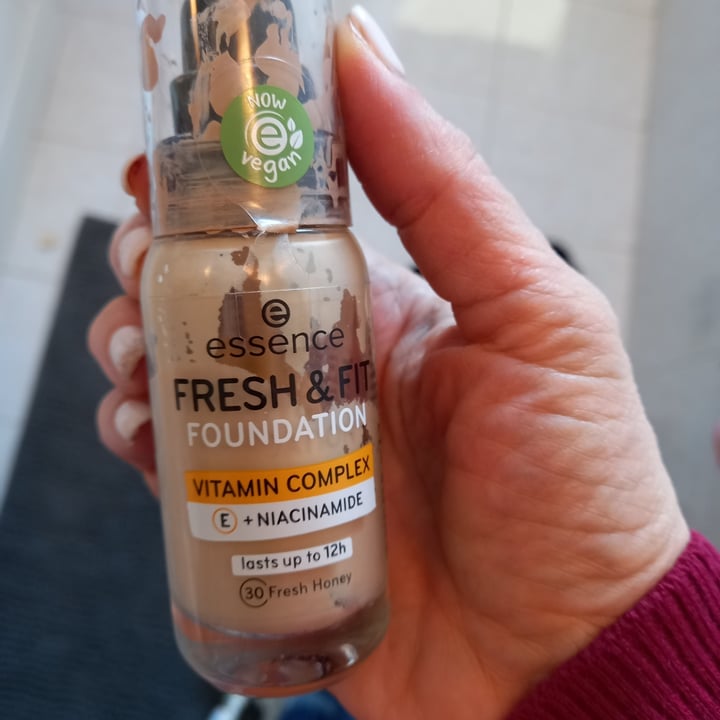 NOW
e
vegan
e
essence
FRESH & FIT
FOUNDATION
VITAMIN COMPLEX
E + NIACINAMIDE
lasts up to 12h
30 Fresh Honey